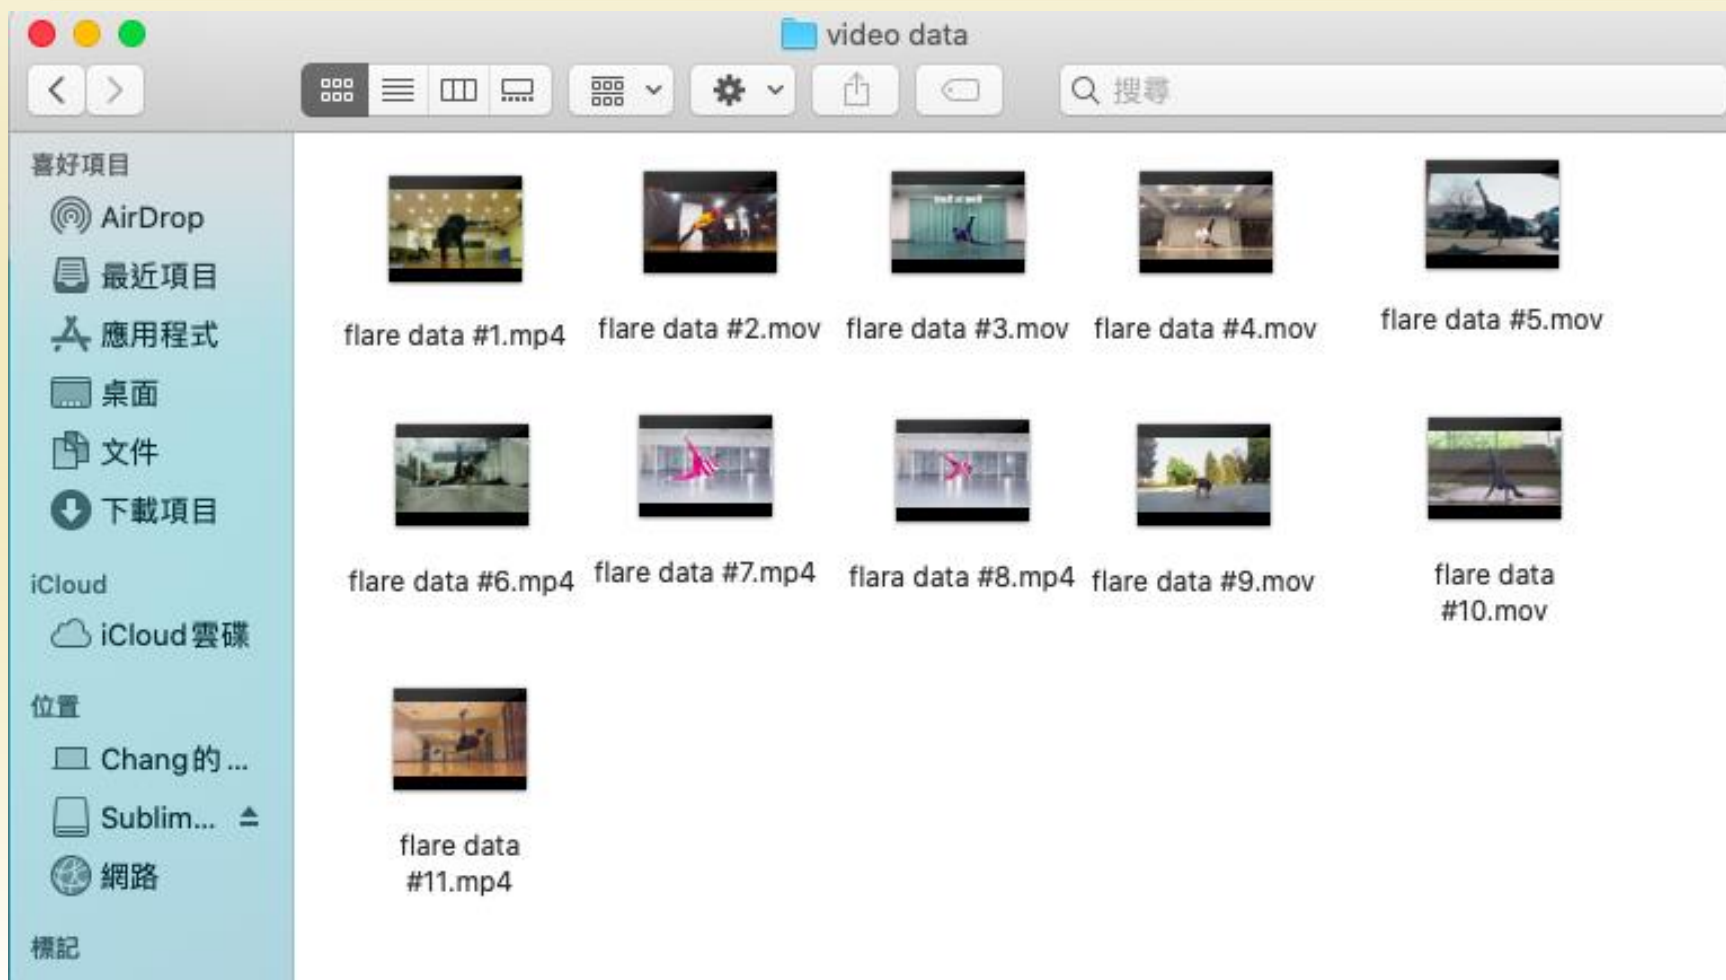 video data
搜尋
喜好項目
AirDrop
最近項目
應用程式
桌面
文件
下載項目
iCloud
iCloud雲碟
位置
Chang的 ...
Sublim...
網路
標記
flare data #1.mp4
flare data #2.mov
flare data #3.mov
flare data #4.mov
flare data #5.mov
flare data #6.mp4
flare data #7.mp4
flara data #8.mp4
flare data #9.mov
flare data
#10.mov
flare data
#11.mp4